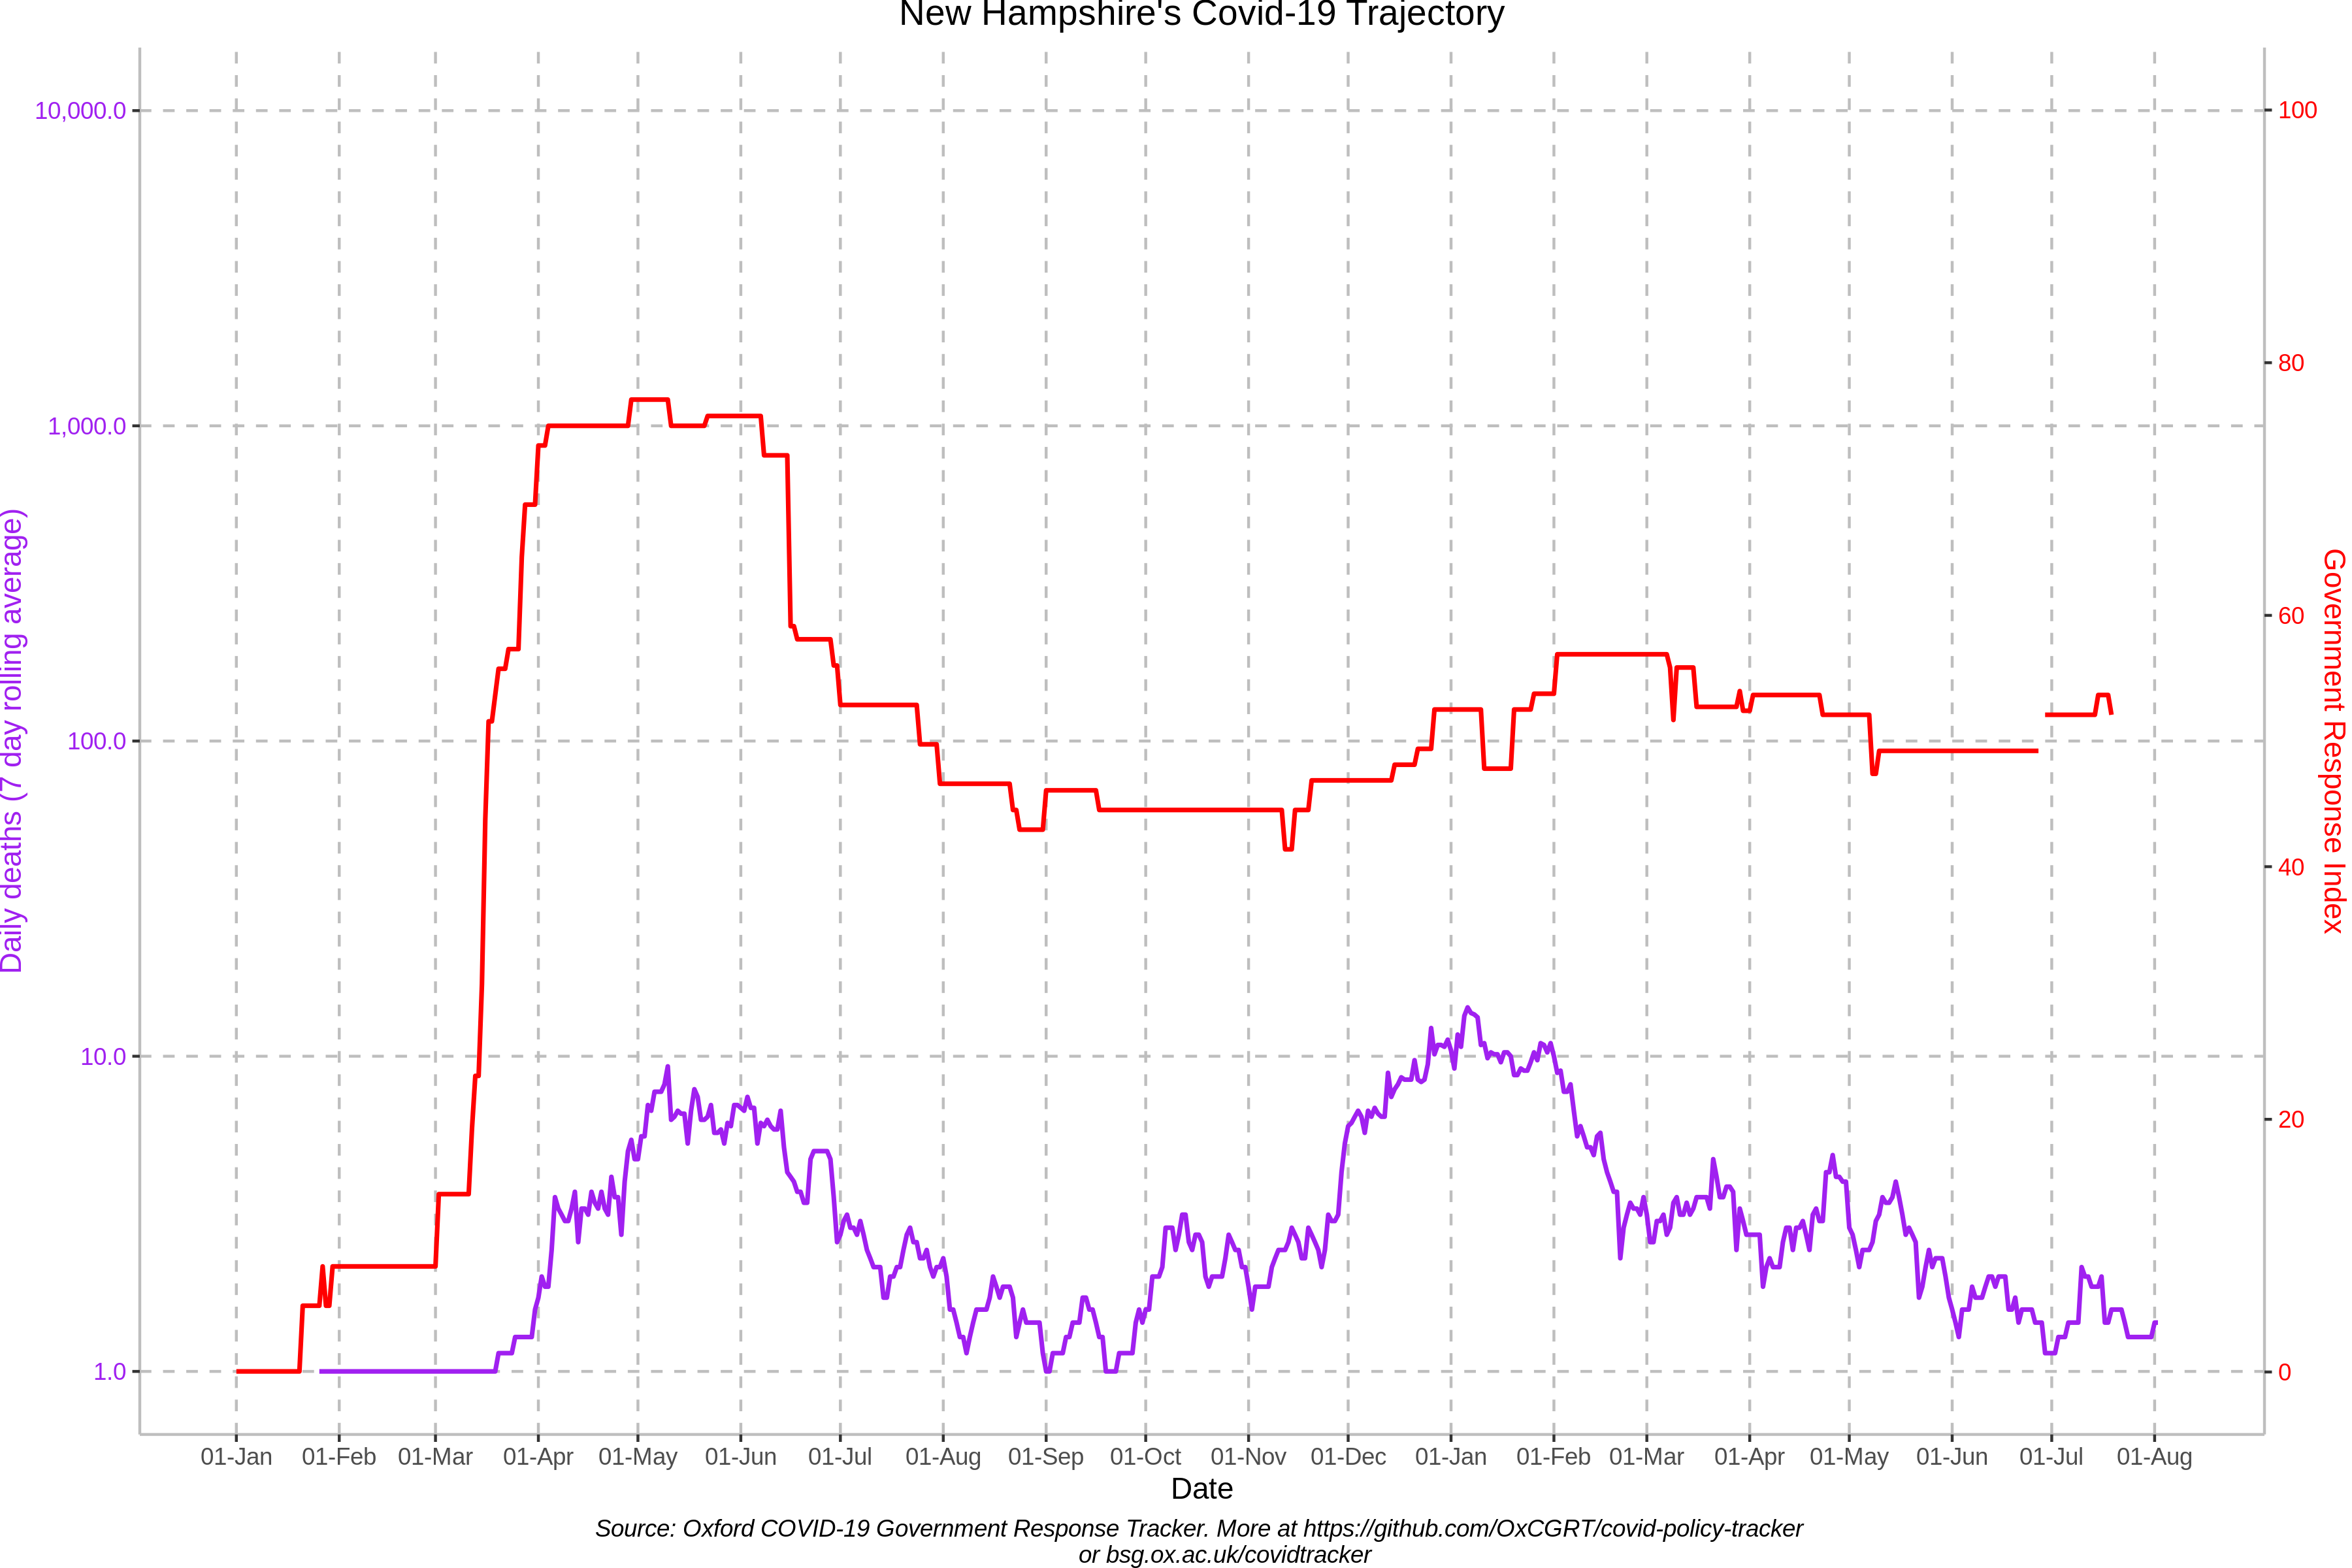 New Hampshire's Covid-19 Trajectory
10,000.0
1,000.0
100.0
10.0
1.0
Daily deaths (7 day rolling average)
100
80
60
40
20
0
Government Response Index
01-Jan 01-Feb 01-Mar 01-Apr 01-May 01-Jun 01-Jul 01-Aug 01-Sep 01-Oct 01-Nov 01-Dec 01-Jan 01-Feb 01-Mar 01-Apr 01-May 01-Jun 01-Jul 01-Aug
Date
Source: Oxford COVID-19 Government Response Tracker. More at https://github.com/OxCGRT/covid-policy-tracker
or bsg.ox.ac.uk/covidtracker